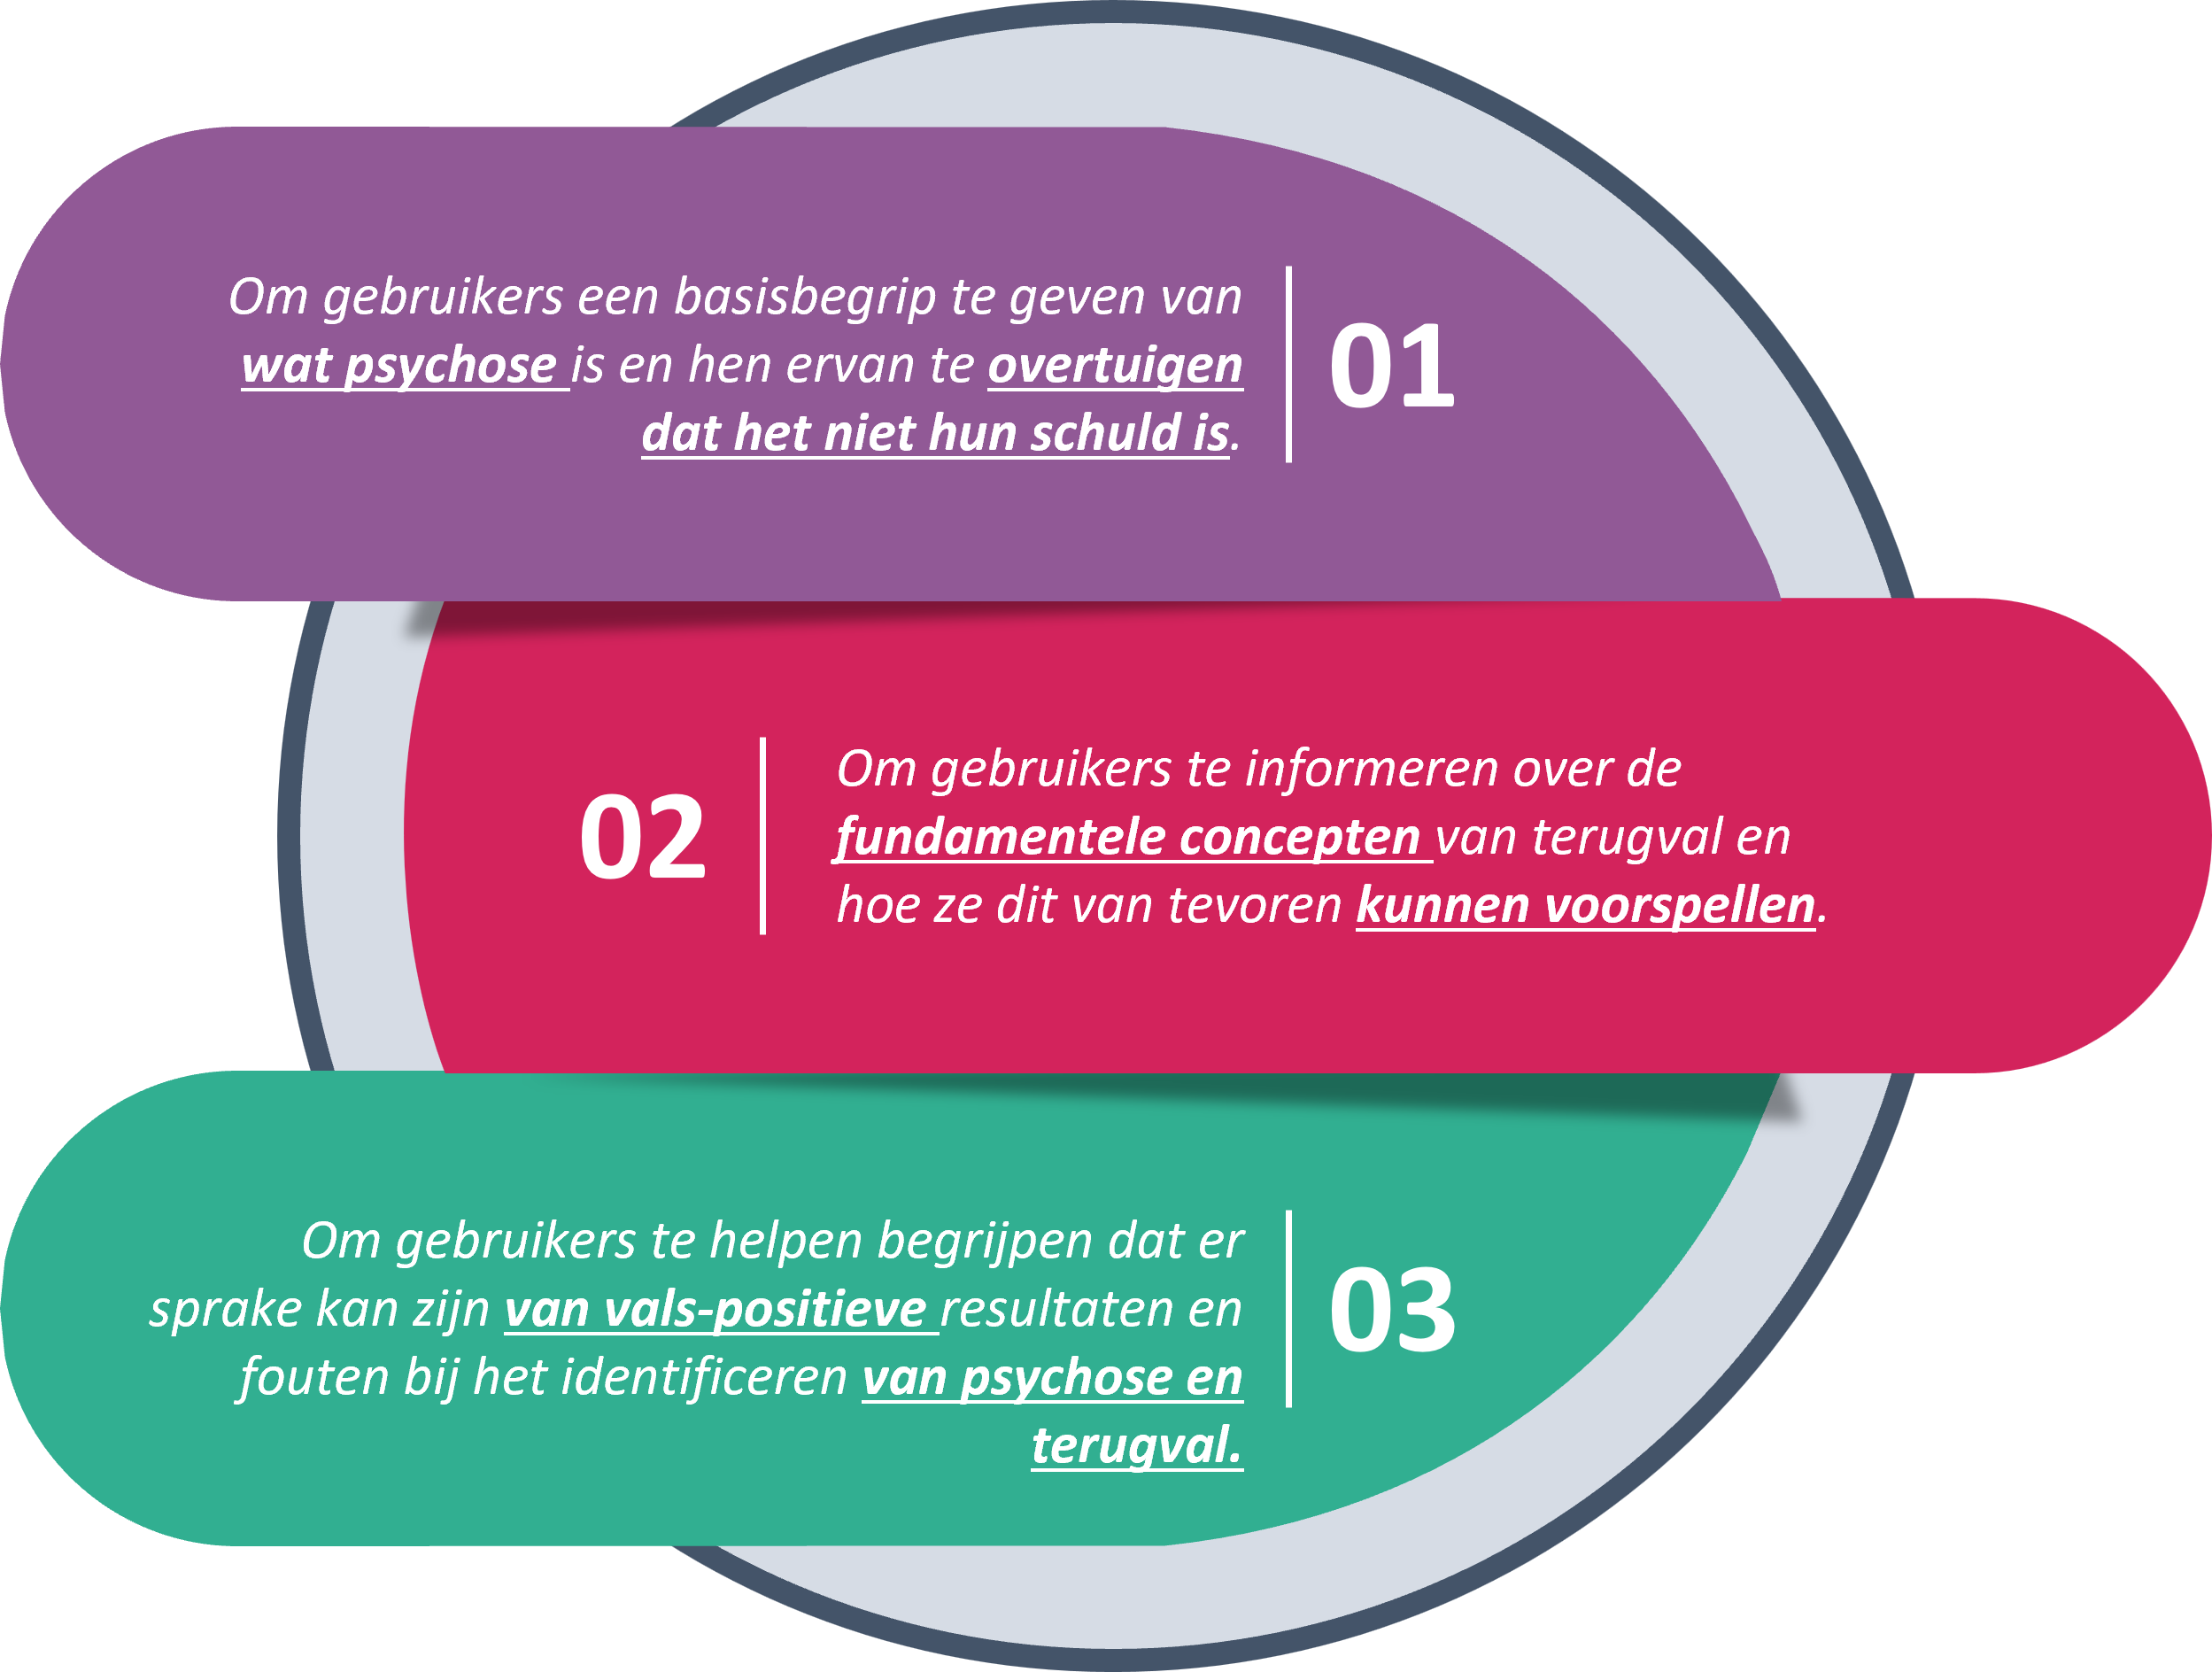 Om gebruikers een basisbegrip te geven van
wat psychose is en hen ervan te overtuigen
dat het niet hun schuld is.
01
02
Om gebruikers te informeren over de
fundamentele concepten van terugval en
hoe ze dit van tevoren kunnen voorspellen.
Om gebruikers te helpen begrijpen dat er
sprake kan zijn van vals-positieve resultaten en
fouten bij het identificeren van psychose en
terugval.
03